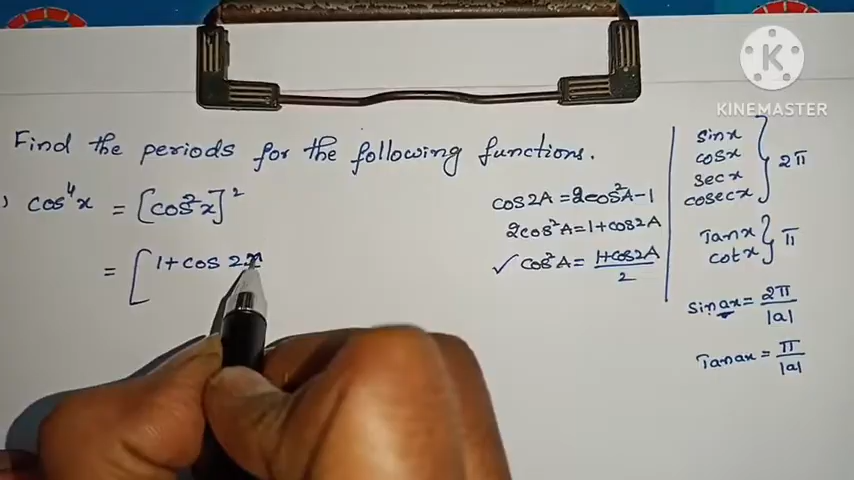 KINEMASTER
Find the periods for the following functions.
) cos⁴x = [cos²x]²
= [1+cos 2x
cos2A = 2cos²A-1
2cos²A = 1+cos2A
✓ cos²A = 1+cos2A / 2
sinx
cosx
secx
cosecx
} 2π
Tanx
cotx
} π
sinax = 2π / |a|
Tanax = π / |a|